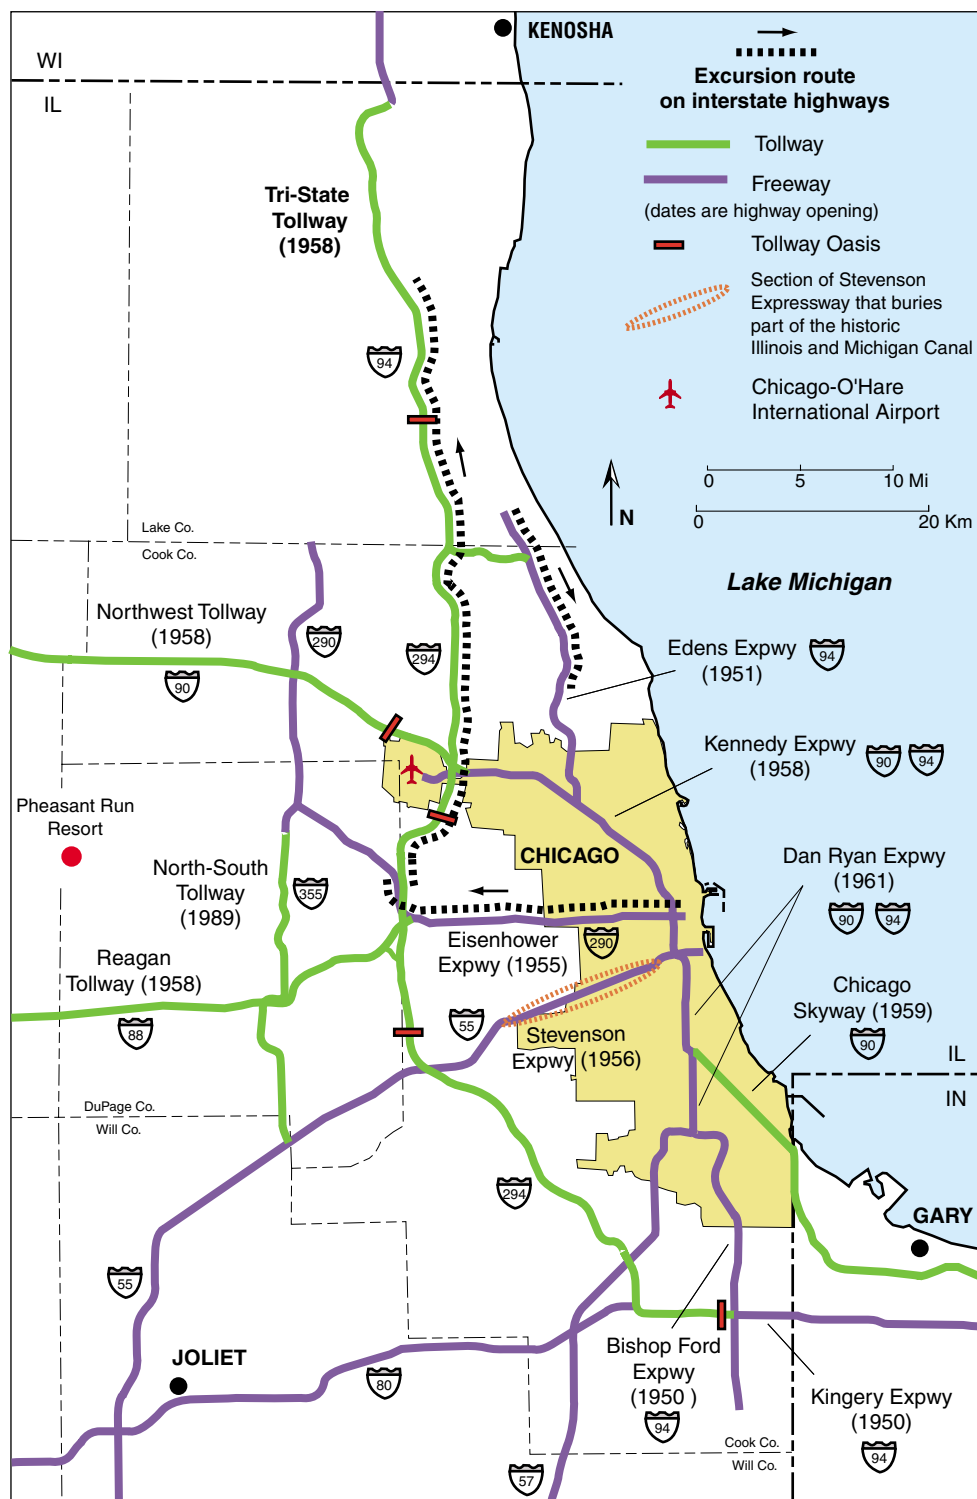 KENOSHA
WI
IL
Excursion route
on interstate highways
Tollway
Freeway
(dates are highway opening)
Tollway Oasis
Section of Stevenson
Expressway that buries
part of the historic
Illinois and Michigan Canal
Chicago-O'Hare
International Airport
0 5 10 Mi
0 20 Km
N
Tri-State
Tollway
(1958)
94
Lake Co.
Cook Co.
Lake Michigan
Northwest Tollway
(1958)
290
90
294
Edens Expwy
(1951)
94
Kennedy Expwy
(1958)
90 94
Pheasant Run
Resort
CHICAGO
North-South
Tollway
(1989)
355
Dan Ryan Expwy
(1961)
90 94
Eisenhower
Expwy (1955)
290
Reagan
Tollway (1958)
88
55
Stevenson
Expwy (1956)
Chicago
Skyway (1959)
90
IL
IN
DuPage Co.
Will Co.
294
GARY
55
JOLIET
80
Bishop Ford
Expwy
(1950 )
94
Kingery Expwy
(1950)
94
Cook Co.
Will Co.
57